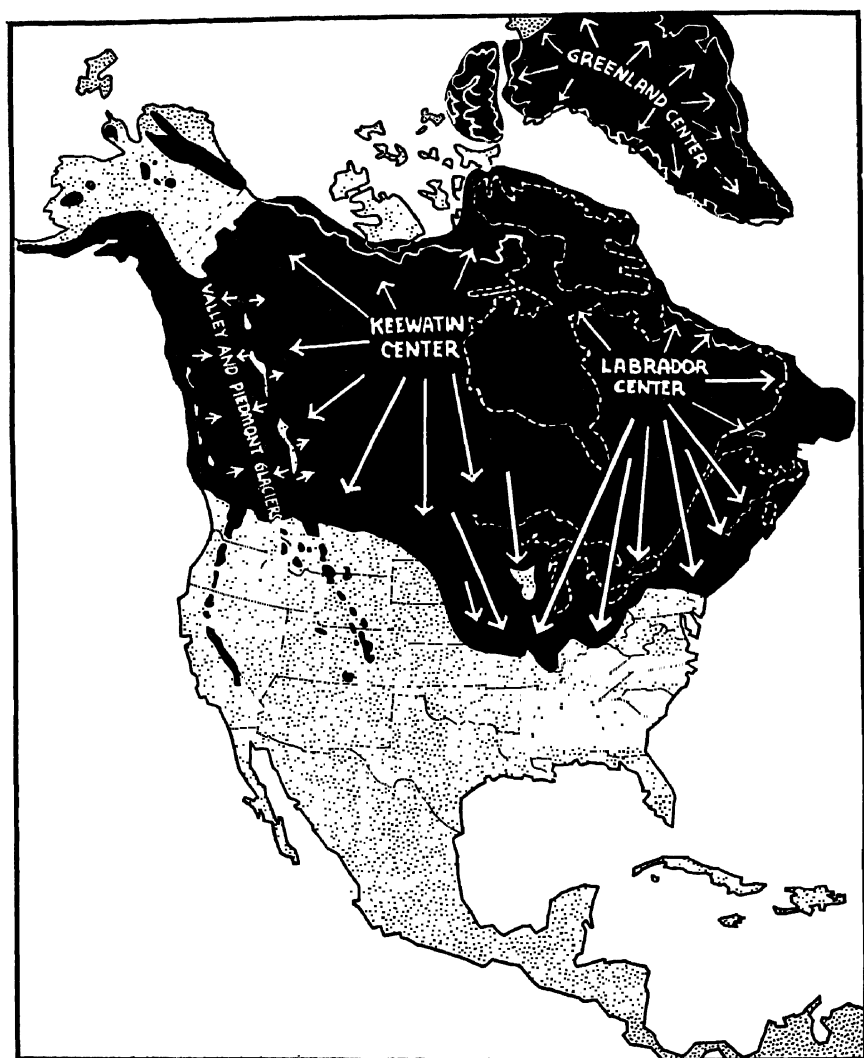 GREENLAND CENTER
KEEWATIN
CENTER
LABRADOR
CENTER
VALLEY AND PIEDMONT GLACIERS